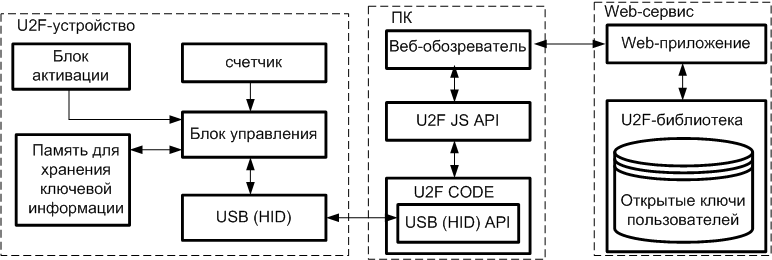 U2F-устройство
Блок
активации
счетчик
Блок управления
Память для
хранения
ключевой
информации
USB (HID)
ПК
Веб-обозреватель
U2F JS API
U2F CODE
USB (HID) API
Web-сервис
Web-приложение
U2F-библиотека
Открытые ключи
пользователей